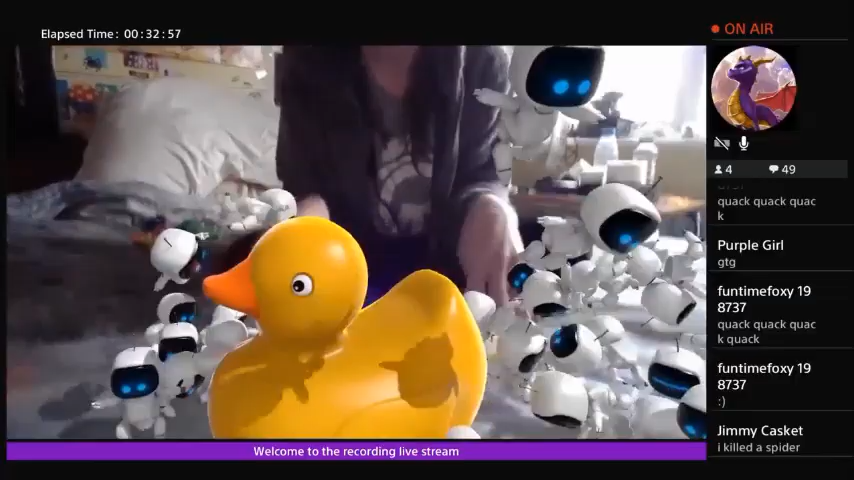 Elapsed Time: 00:32:57
ON AIR
4
49
quack quack quac
k
Purple Girl
gtg
funtimefoxy 19
8737
quack quack quac
k quack
funtimefoxy 19
8737
:)
Jimmy Casket
i killed a spider
Welcome to the recording live stream